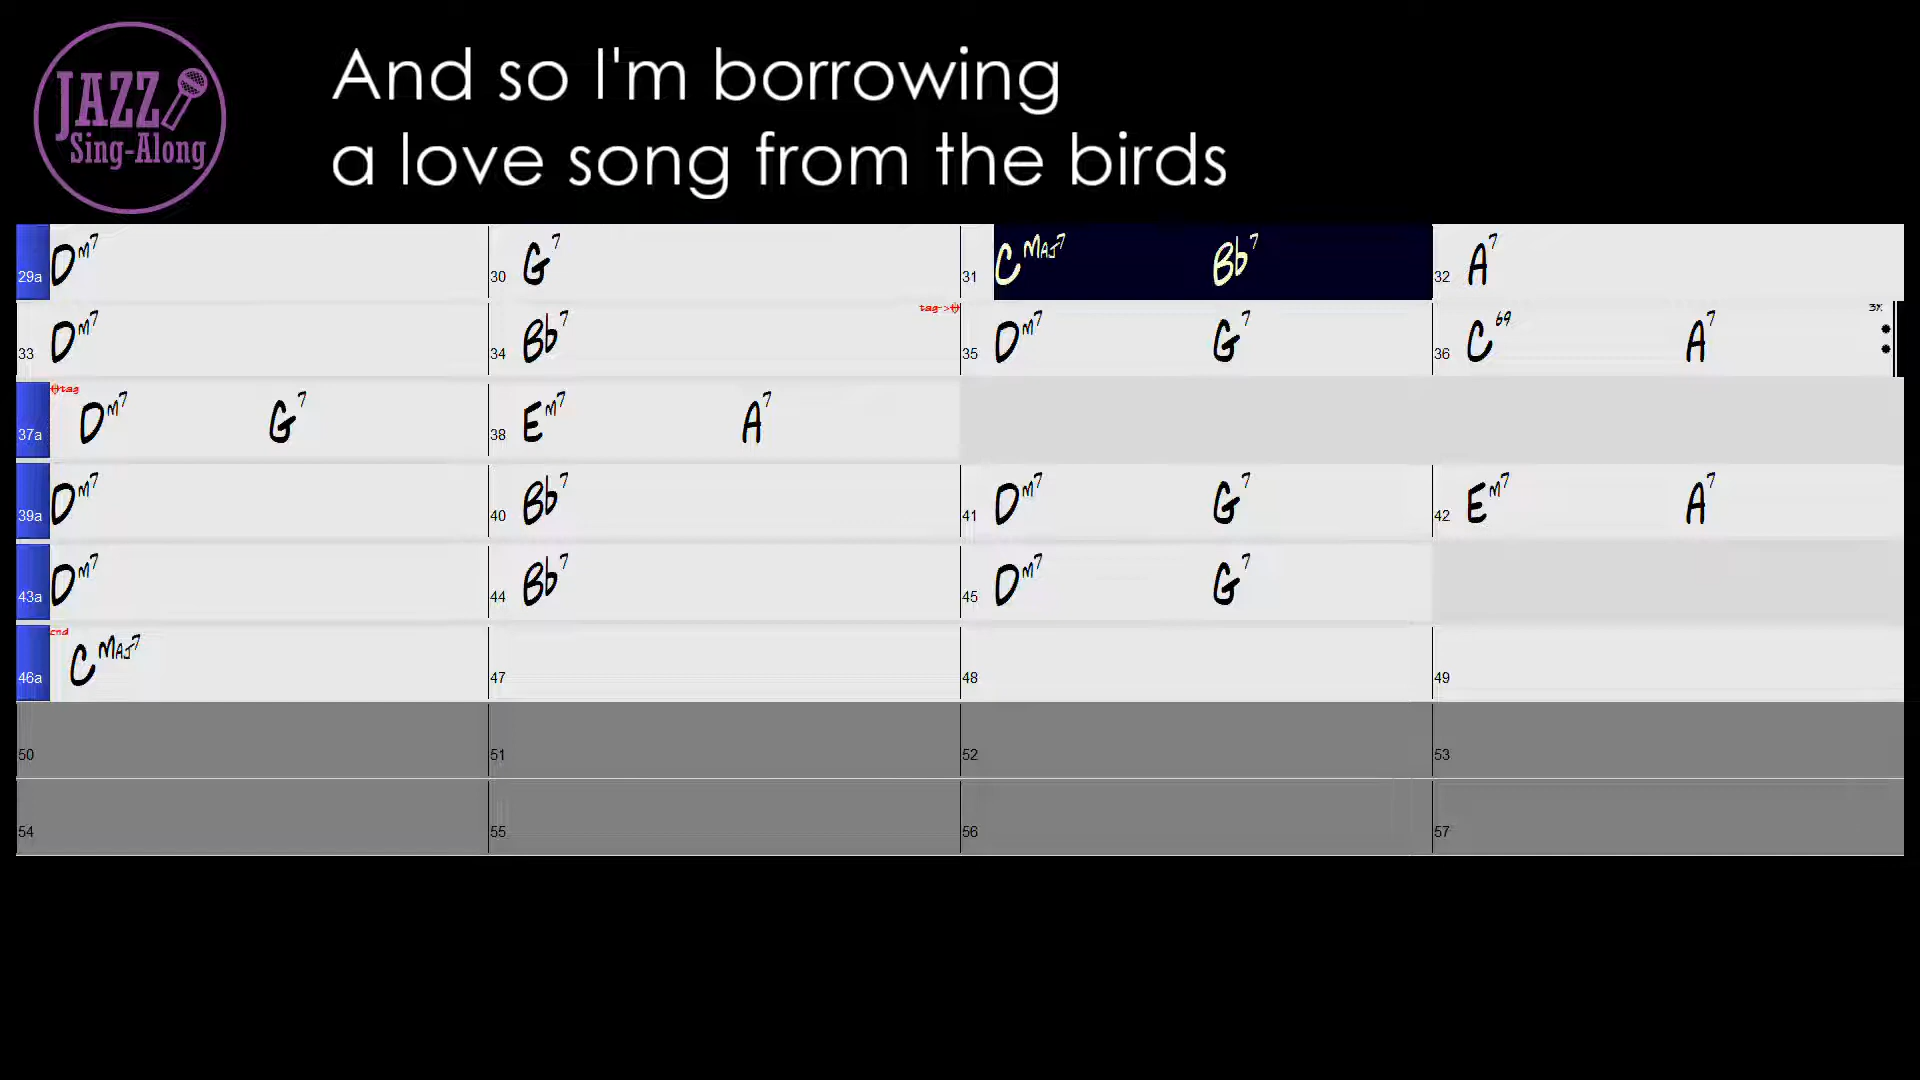 JAZZ
Sing-Along
And so I'm borrowing
a love song from the birds
29a Dm7 30 G7 31 CMaj7 Bb7 32 A7
tag-> 3x
33 Dm7 34 Bb7 35 Dm7 G7 36 C69 A7
tag
37a Dm7 G7 38 Em7 A7
39a Dm7 40 Bb7 41 Dm7 G7 42 Em7 A7
43a Dm7 44 Bb7 45 Dm7 G7
end
46a CMaj7 47 48 49
50 51 52 53
54 55 56 57